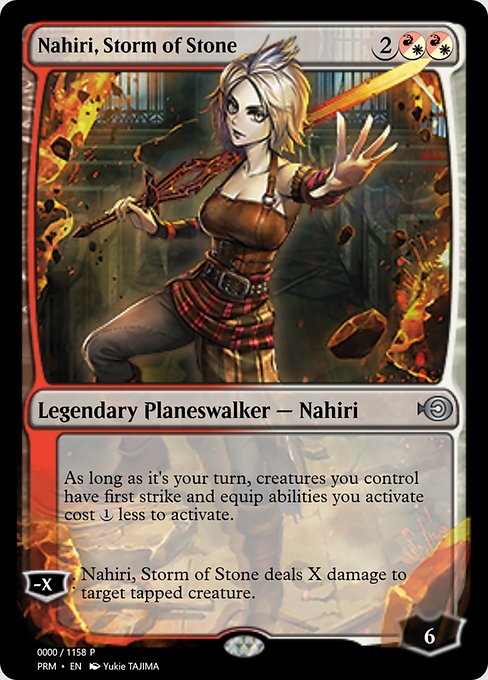 Nahiri, Storm of Stone 2
Legendary Planeswalker — Nahiri
As long as it's your turn, creatures you control
have first strike and equip abilities you activate
cost 1 less to activate.
-X : Nahiri, Storm of Stone deals X damage to
target tapped creature.
6
0000 / 1158 P
PRM • EN Yukie TAJIMA